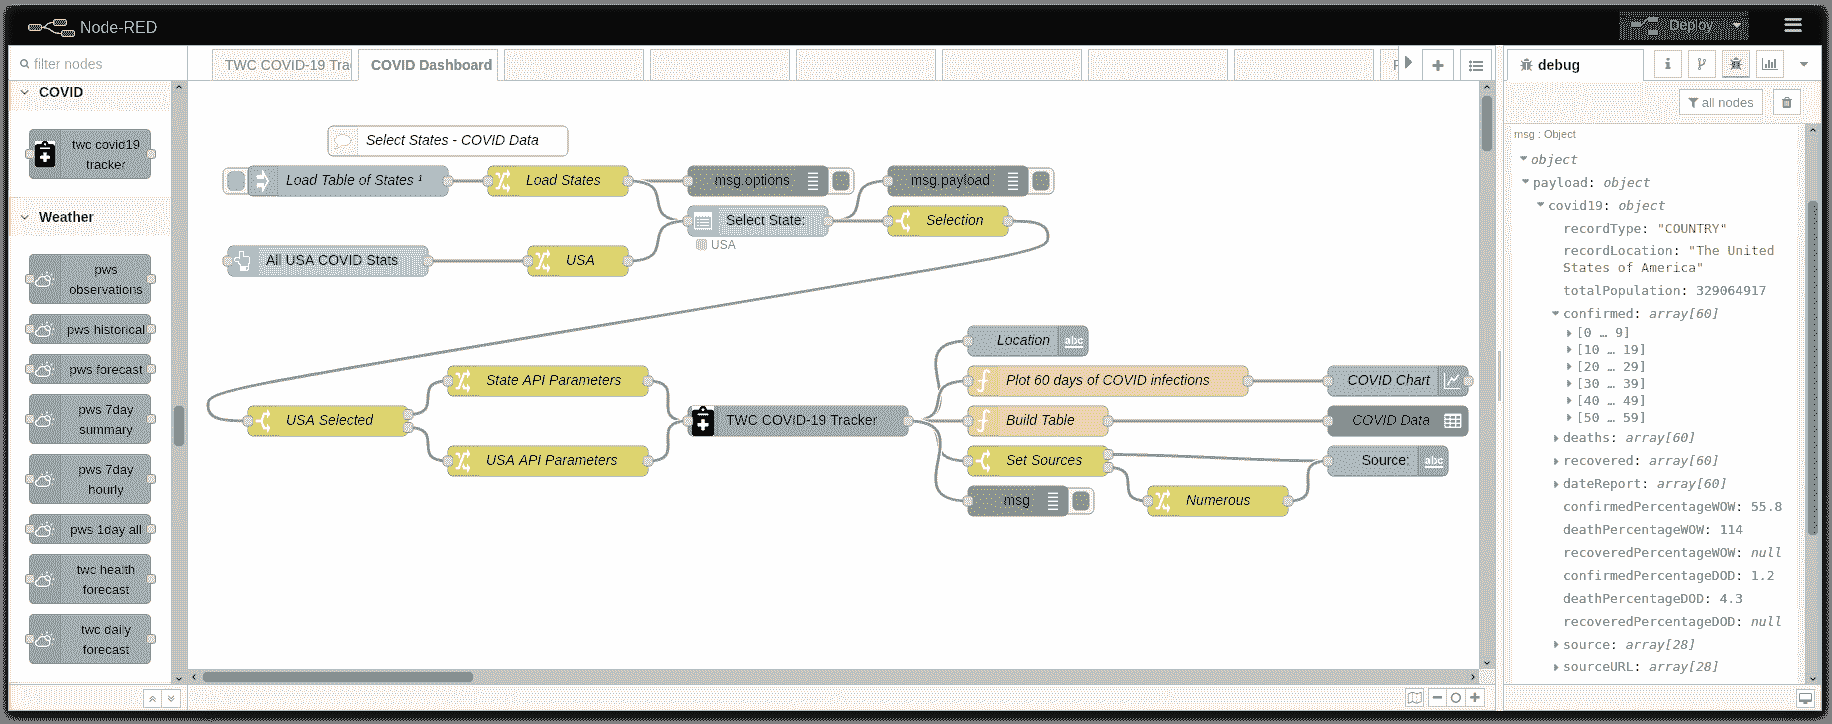 Node-RED
Deploy
filter nodes
TWC COVID-19 Tra
COVID Dashboard
debug
all nodes
COVID
twc covid19
tracker
Weather
pws
observations
pws historical
pws forecast
pws 7day
summary
pws 7day
hourly
pws 1day all
twc health
forecast
twc daily
forecast
Select States - COVID Data
Load Table of States ¹
Load States
msg.options
msg.payload
Select State:
USA
Selection
All USA COVID Stats
USA
Location
abc
State API Parameters
Plot 60 days of COVID infections
COVID Chart
USA Selected
TWC COVID-19 Tracker
Build Table
COVID Data
USA API Parameters
Set Sources
Source:
abc
msg
Numerous
msg : Object
object
payload: object
covid19: object
recordType: "COUNTRY"
recordLocation: "The United
States of America"
totalPopulation: 329064917
confirmed: array[60]
[0 … 9]
[10 … 19]
[20 … 29]
[30 … 39]
[40 … 49]
[50 … 59]
deaths: array[60]
recovered: array[60]
dateReport: array[60]
confirmedPercentageWOW: 55.8
deathPercentageWOW: 114
recoveredPercentageWOW: null
confirmedPercentageDOD: 1.2
deathPercentageDOD: 4.3
recoveredPercentageDOD: null
source: array[28]
sourceURL: array[28]